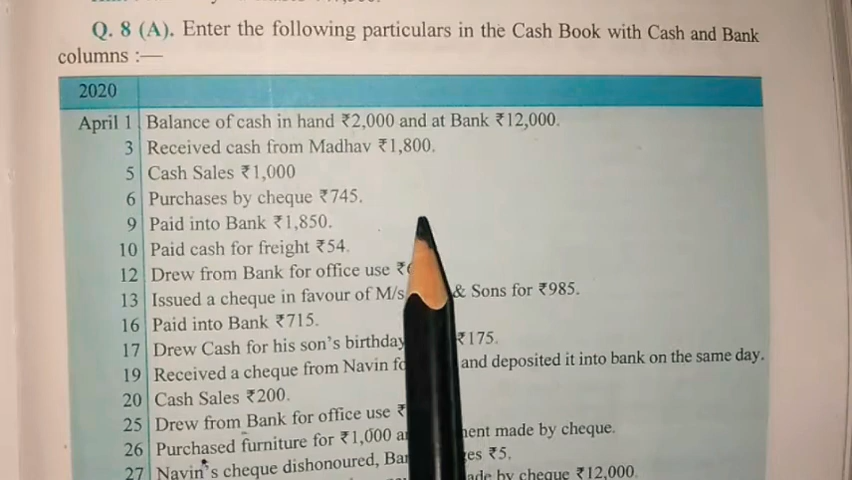 Q. 8 (A). Enter the following particulars in the Cash Book with Cash and Bank
columns :—
2020
April 1 Balance of cash in hand ₹2,000 and at Bank ₹12,000.
3 Received cash from Madhav ₹1,800.
5 Cash Sales ₹1,000
6 Purchases by cheque ₹745.
9 Paid into Bank ₹1,850.
10 Paid cash for freight ₹54.
12 Drew from Bank for office use ₹
13 Issued a cheque in favour of M/s & Sons for ₹985.
16 Paid into Bank ₹715.
17 Drew Cash for his son's birthday ₹175.
19 Received a cheque from Navin and deposited it into bank on the same day.
20 Cash Sales ₹200.
25 Drew from Bank for office use ₹
26 Purchased furniture for ₹1,000 made by cheque.
27 Navin's cheque dishonoured, ₹5.
by cheque ₹12,000.